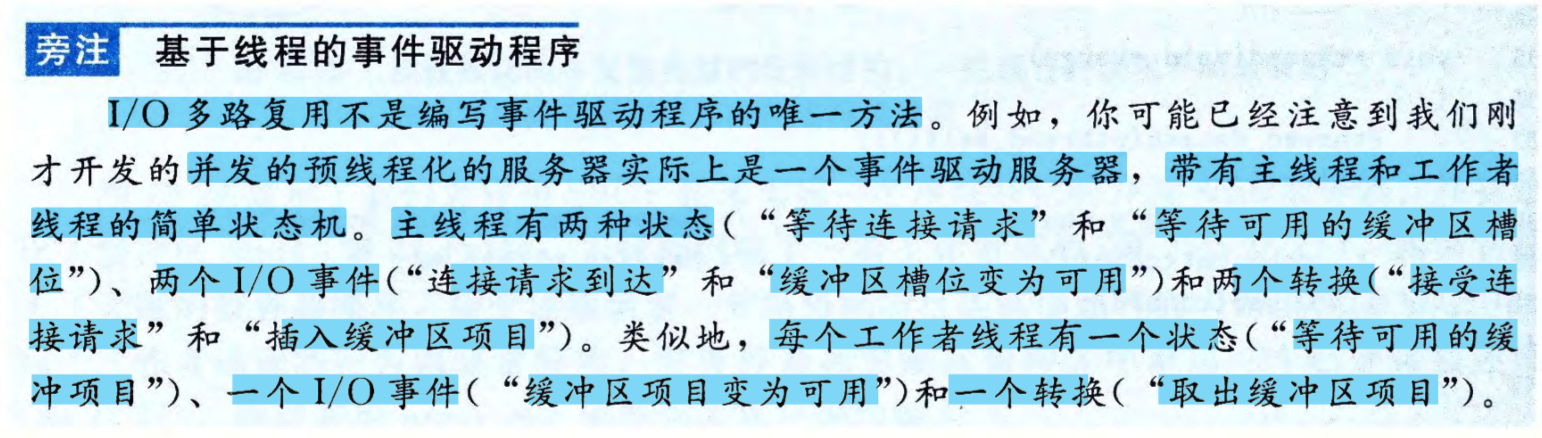 旁注 基于线程的事件驱动程序
I/O 多路复用不是编写事件驱动程序的唯一方法。例如，你可能已经注意到我们刚
才开发的并发的预线程化的服务器实际上是一个事件驱动服务器，带有主线程和工作者
线程的简单状态机。主线程有两种状态(“等待连接请求”和“等待可用的缓冲区槽
位”)、两个 I/O 事件(“连接请求到达”和“缓冲区槽位变为可用”)和两个转换(“接受连
接请求”和“插入缓冲区项目”)。类似地，每个工作者线程有一个状态(“等待可用的缓
冲项目”)、一个 I/O 事件(“缓冲区项目变为可用”)和一个转换(“取出缓冲区项目”)。